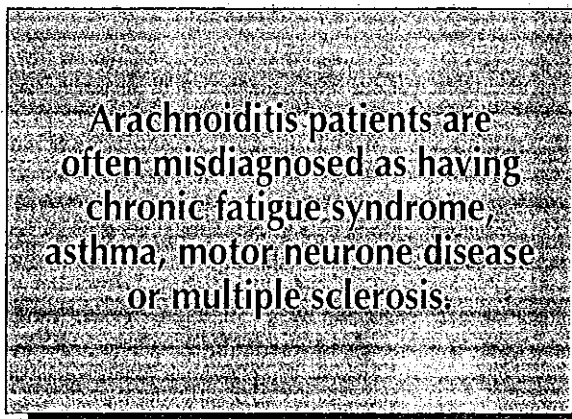 Arachnoiditis patients are
often misdiagnosed as having
chronic fatigue syndrome,
asthma, motor neurone disease
or multiple sclerosis.